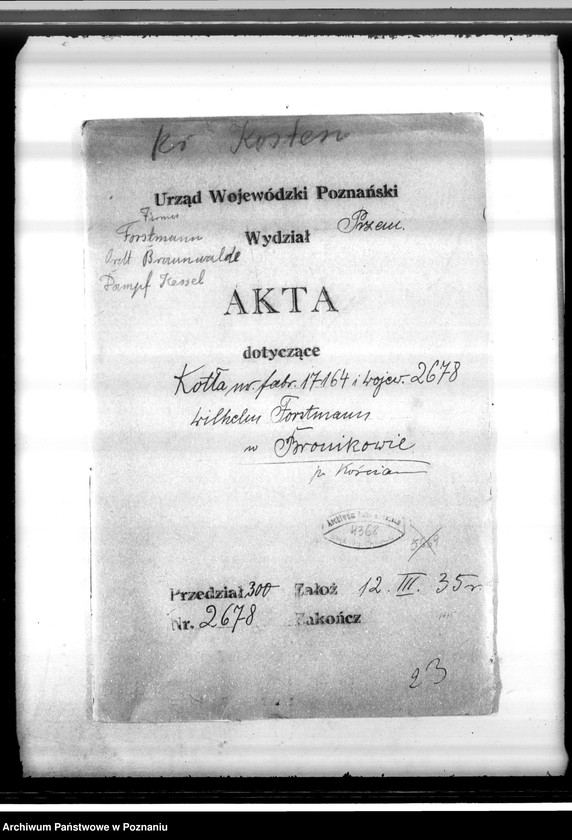 kr Kosten
Urząd Wojewódzki Poznański
Firma
Forstmann
Wydział Przem.
Braunwalde
Dampf Kessel
AKTA
dotyczące
Kotła nr. fabr. 17164 i wojew. 2678
Wilhelm Forstmann
w Bronikowie
p. Kościan
4368
Przedział 300 Założ 12. III. 35 r.
Nr. 2678 Zakończ
23
Archiwum Państwowe w Poznaniu